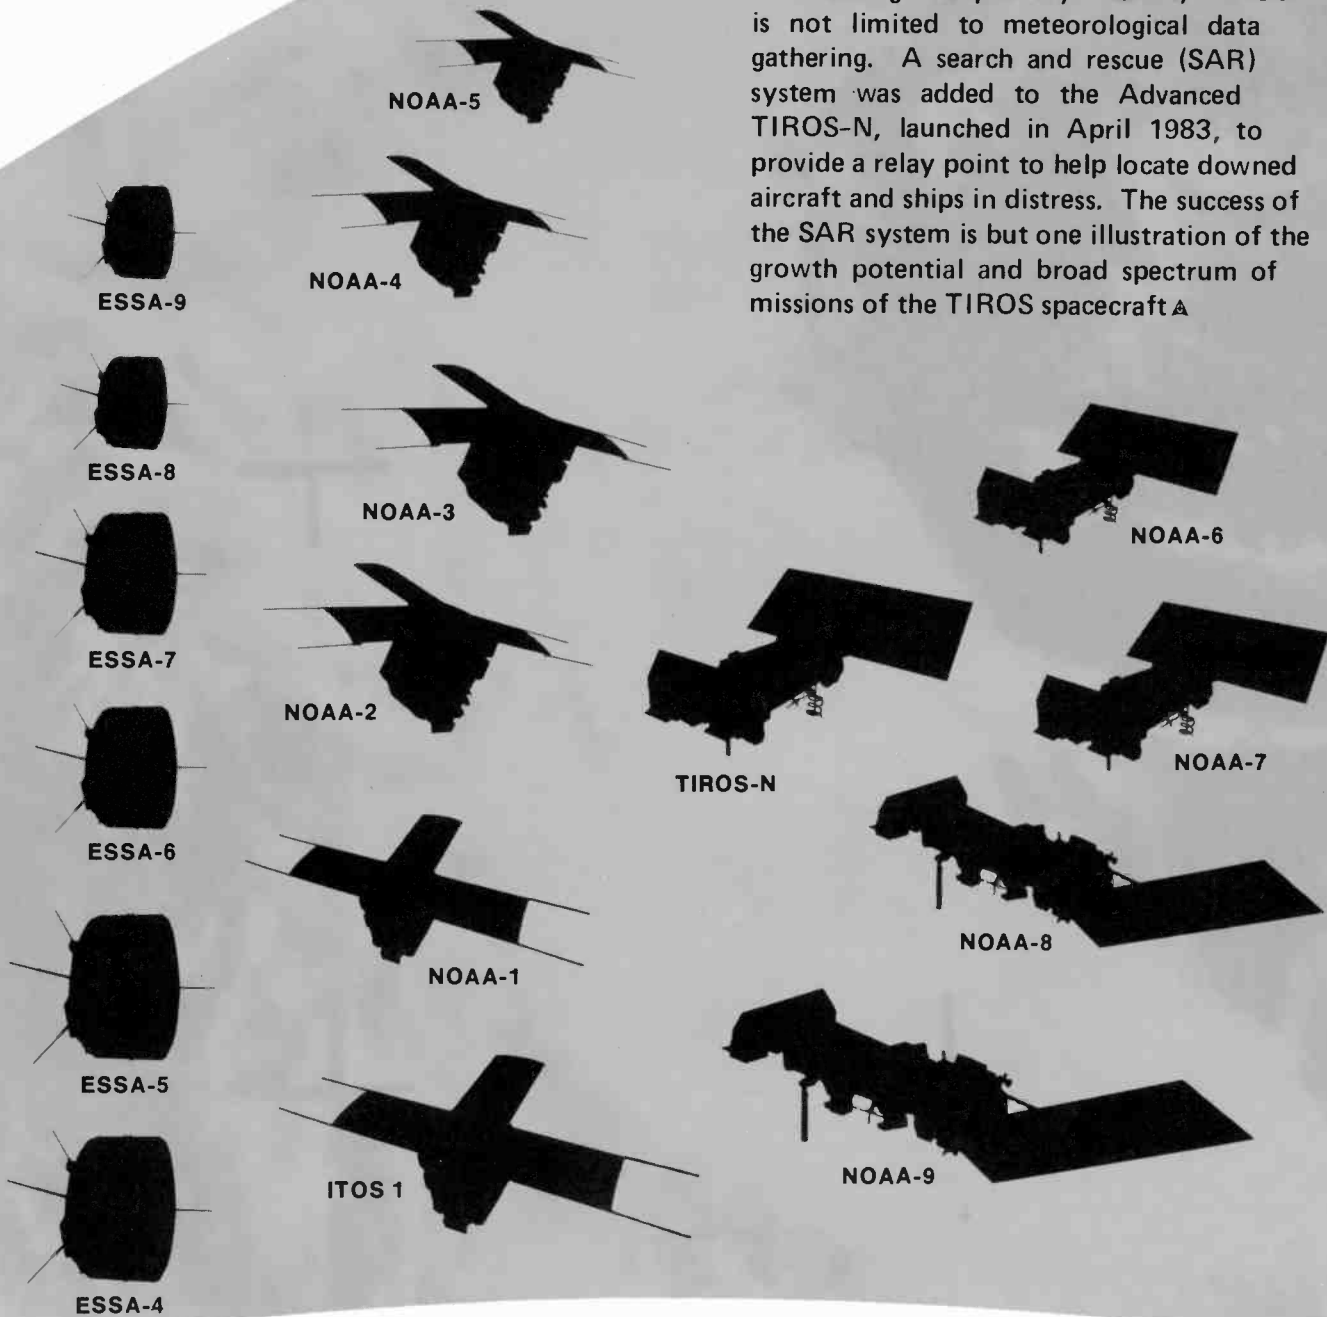 is not limited to meteorological data
gathering. A search and rescue (SAR)
system was added to the Advanced
TIROS-N, launched in April 1983, to
provide a relay point to help locate downed
aircraft and ships in distress. The success of
the SAR system is but one illustration of the
growth potential and broad spectrum of
missions of the TIROS spacecraft
NOAA-5
NOAA-4
ESSA-9
ESSA-8
NOAA-3
NOAA-6
ESSA-7
NOAA-2
TIROS-N
NOAA-7
ESSA-6
NOAA-8
NOAA-1
ESSA-5
NOAA-9
ITOS 1
ESSA-4